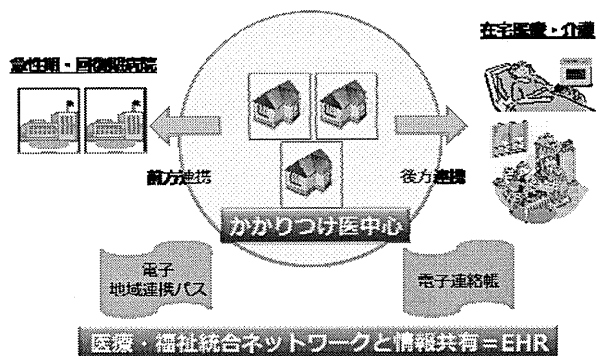 在宅医療・介護
急性期・回復期病院
前方連携
後方連携
かかりつけ医中心
電子
地域連携パス
電子連絡帳
医療・福祉統合ネットワークと情報共有=EHR